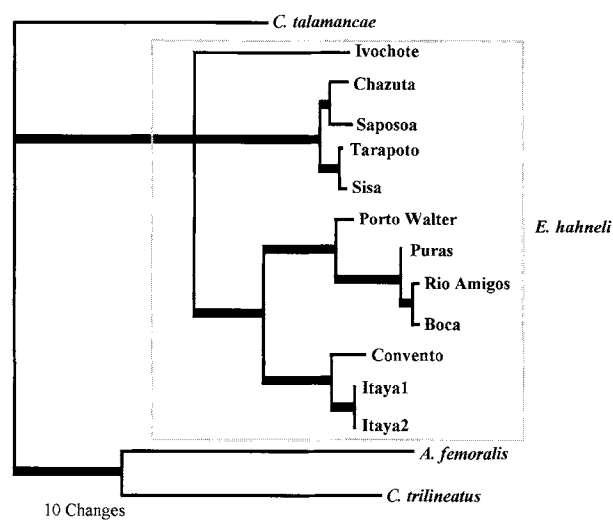 C. talamancae
Ivochote
Chazuta
Saposoa
Tarapoto
Sisa
Porto Walter
E. hahneli
Puras
Rio Amigos
Boca
Convento
Itaya1
Itaya2
A. femoralis
C. trilineatus
10 Changes